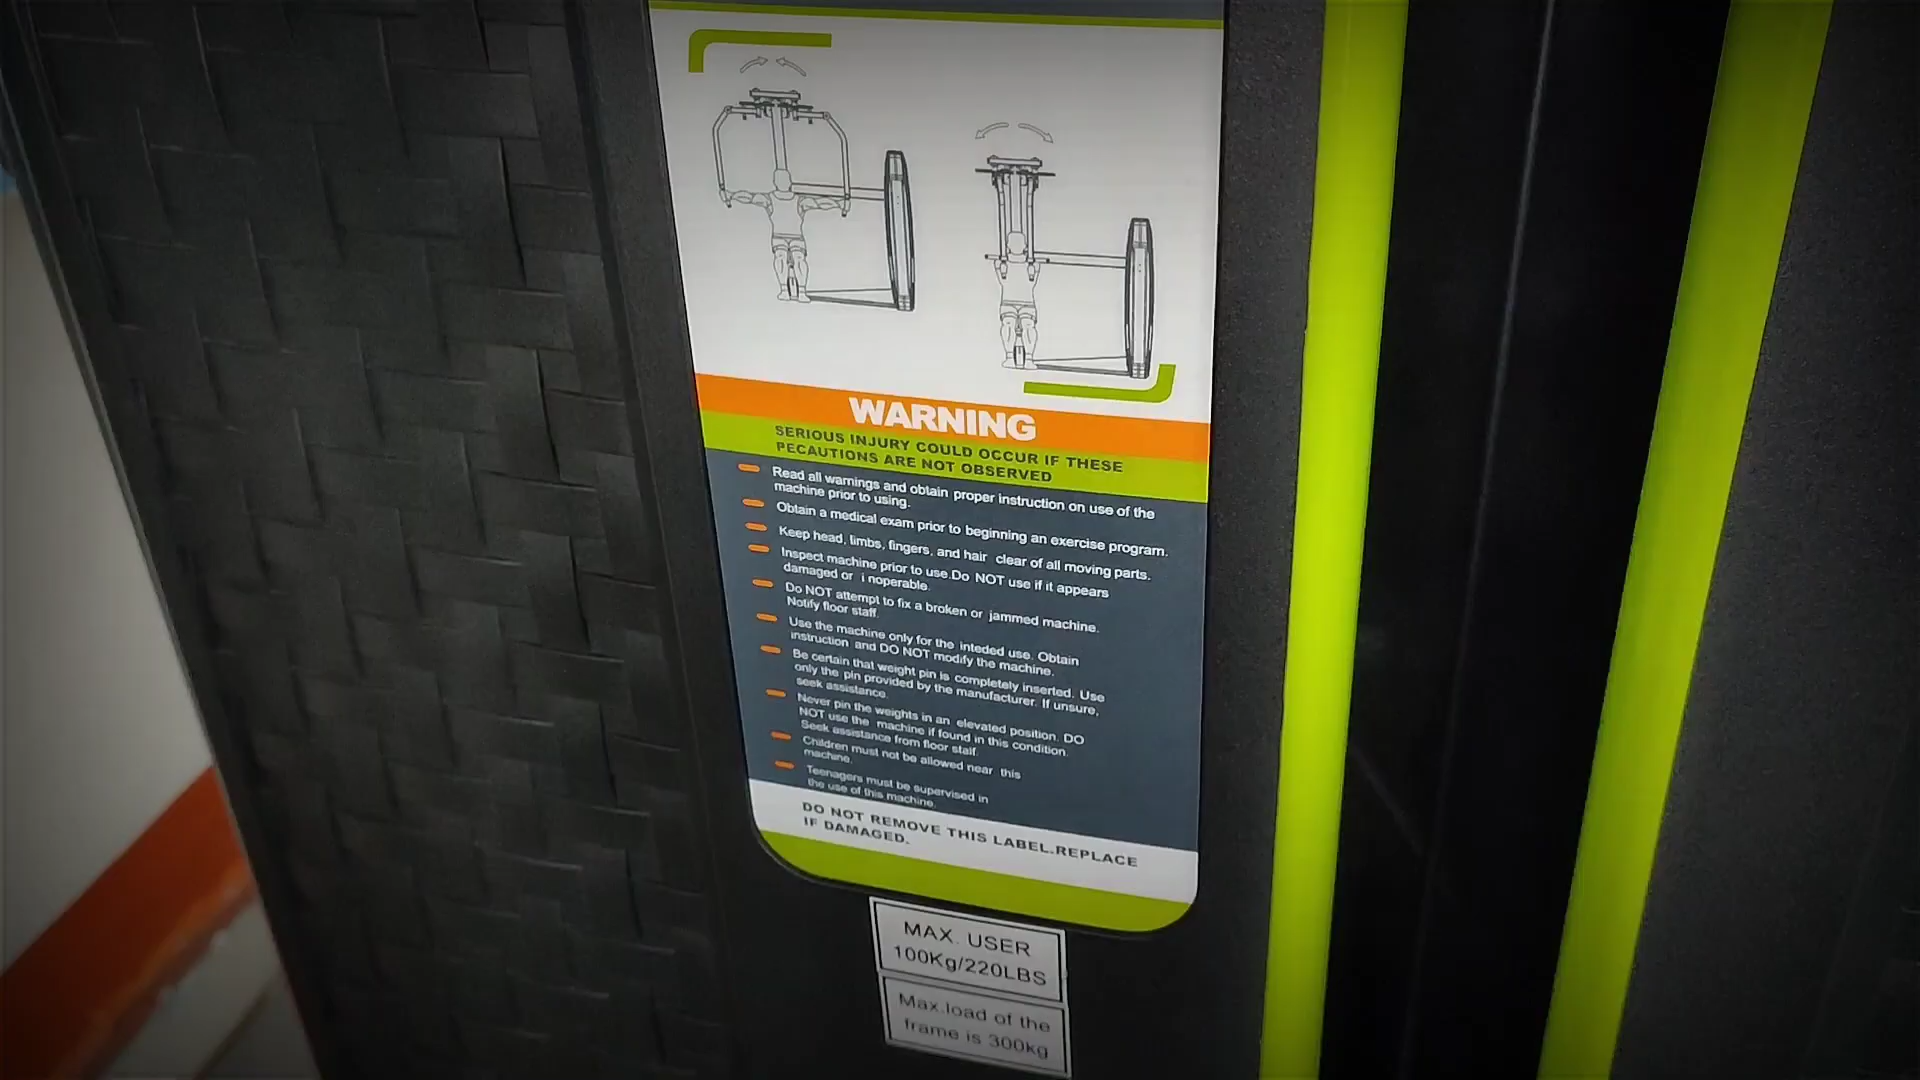 WARNING
SERIOUS INJURY COULD OCCUR IF THESE
PECAUTIONS ARE NOT OBSERVED
Read all warnings and obtain proper instruction on use of the
machine prior to using.
Obtain a medical exam prior to beginning an exercise program.
Keep head, limbs, fingers, and hair clear of all moving parts.
Inspect machine prior to use.Do NOT use if it appears
damaged or i noperable.
Do NOT attempt to fix a broken or jammed machine.
Notify floor staff.
Use the machine only for the inteded use. Obtain
instruction and DO NOT modify the machine.
Be certain that weight pin is completely inserted. Use
only the pin provided by the manufacturer. If unsure,
seek assistance.
Never pin the weights in an elevated position. DO
NOT use the machine if found in this condition.
Seek assistance from floor staff.
Children must not be allowed near this
machine.
Teenagers must be supervised in
the use of this machine.
DO NOT REMOVE THIS LABEL.REPLACE
IF DAMAGED.
MAX. USER
100Kg/220LBS
Max.load of the
frame is 300kg